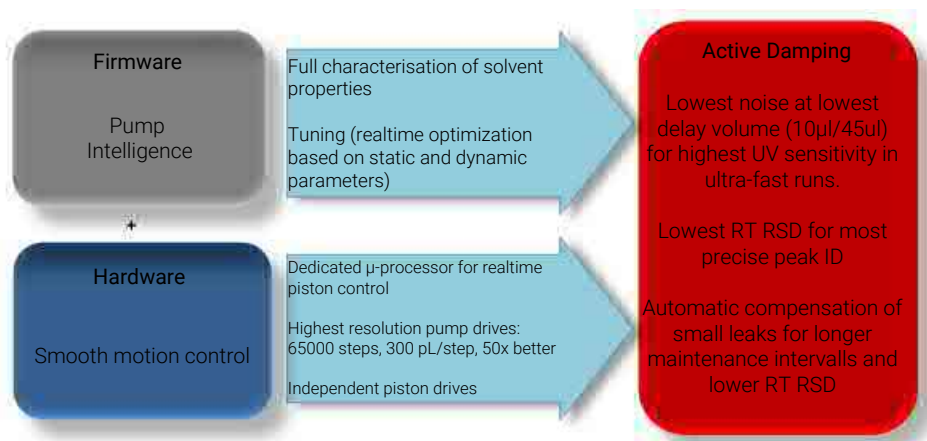 Firmware
Pump
Intelligence
Full characterisation of solvent
properties
Tuning (realtime optimization
based on static and dynamic
parameters)
+
Hardware
Smooth motion control
Dedicated µ-processor for realtime
piston control
Highest resolution pump drives:
65000 steps, 300 pL/step, 50x better
Independent piston drives
Active Damping
Lowest noise at lowest
delay volume (10µl/45ul)
for highest UV sensitivity in
ultra-fast runs.
Lowest RT RSD for most
precise peak ID
Automatic compensation of
small leaks for longer
maintenance intervalls and
lower RT RSD